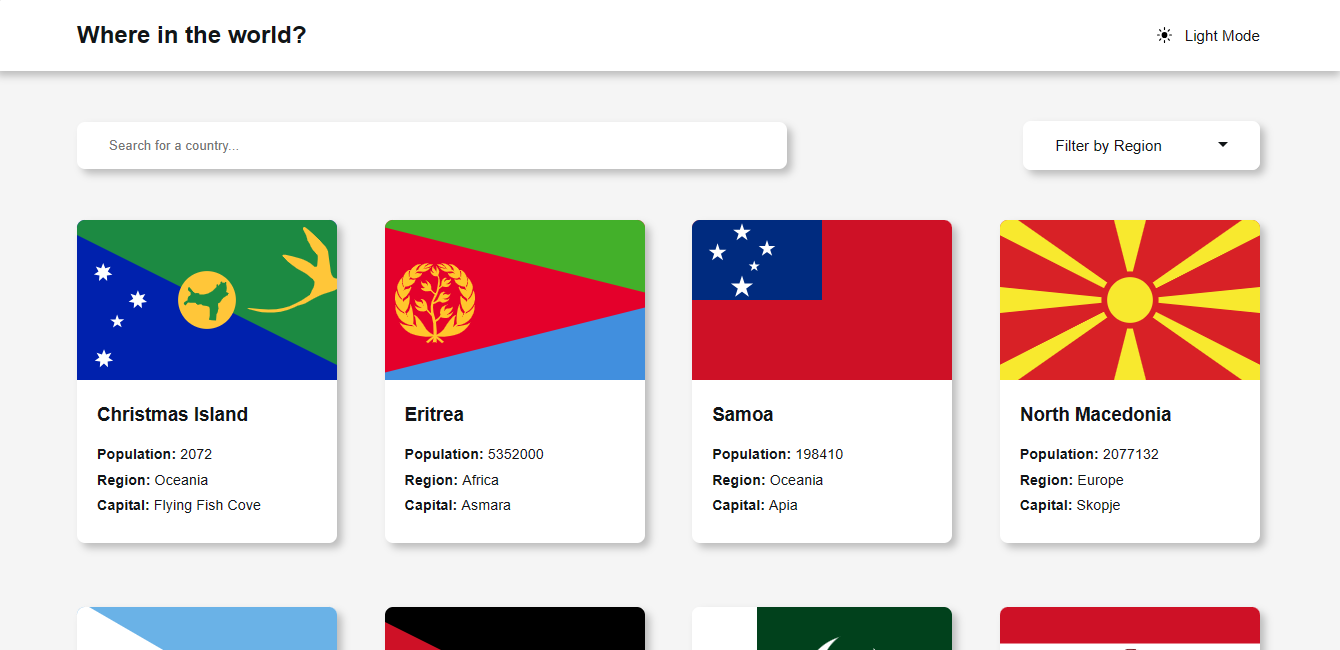 Where in the world?
Light Mode
Search for a country...
Filter by Region
Christmas Island
Population: 2072
Region: Oceania
Capital: Flying Fish Cove
Eritrea
Population: 5352000
Region: Africa
Capital: Asmara
Samoa
Population: 198410
Region: Oceania
Capital: Apia
North Macedonia
Population: 2077132
Region: Europe
Capital: Skopje